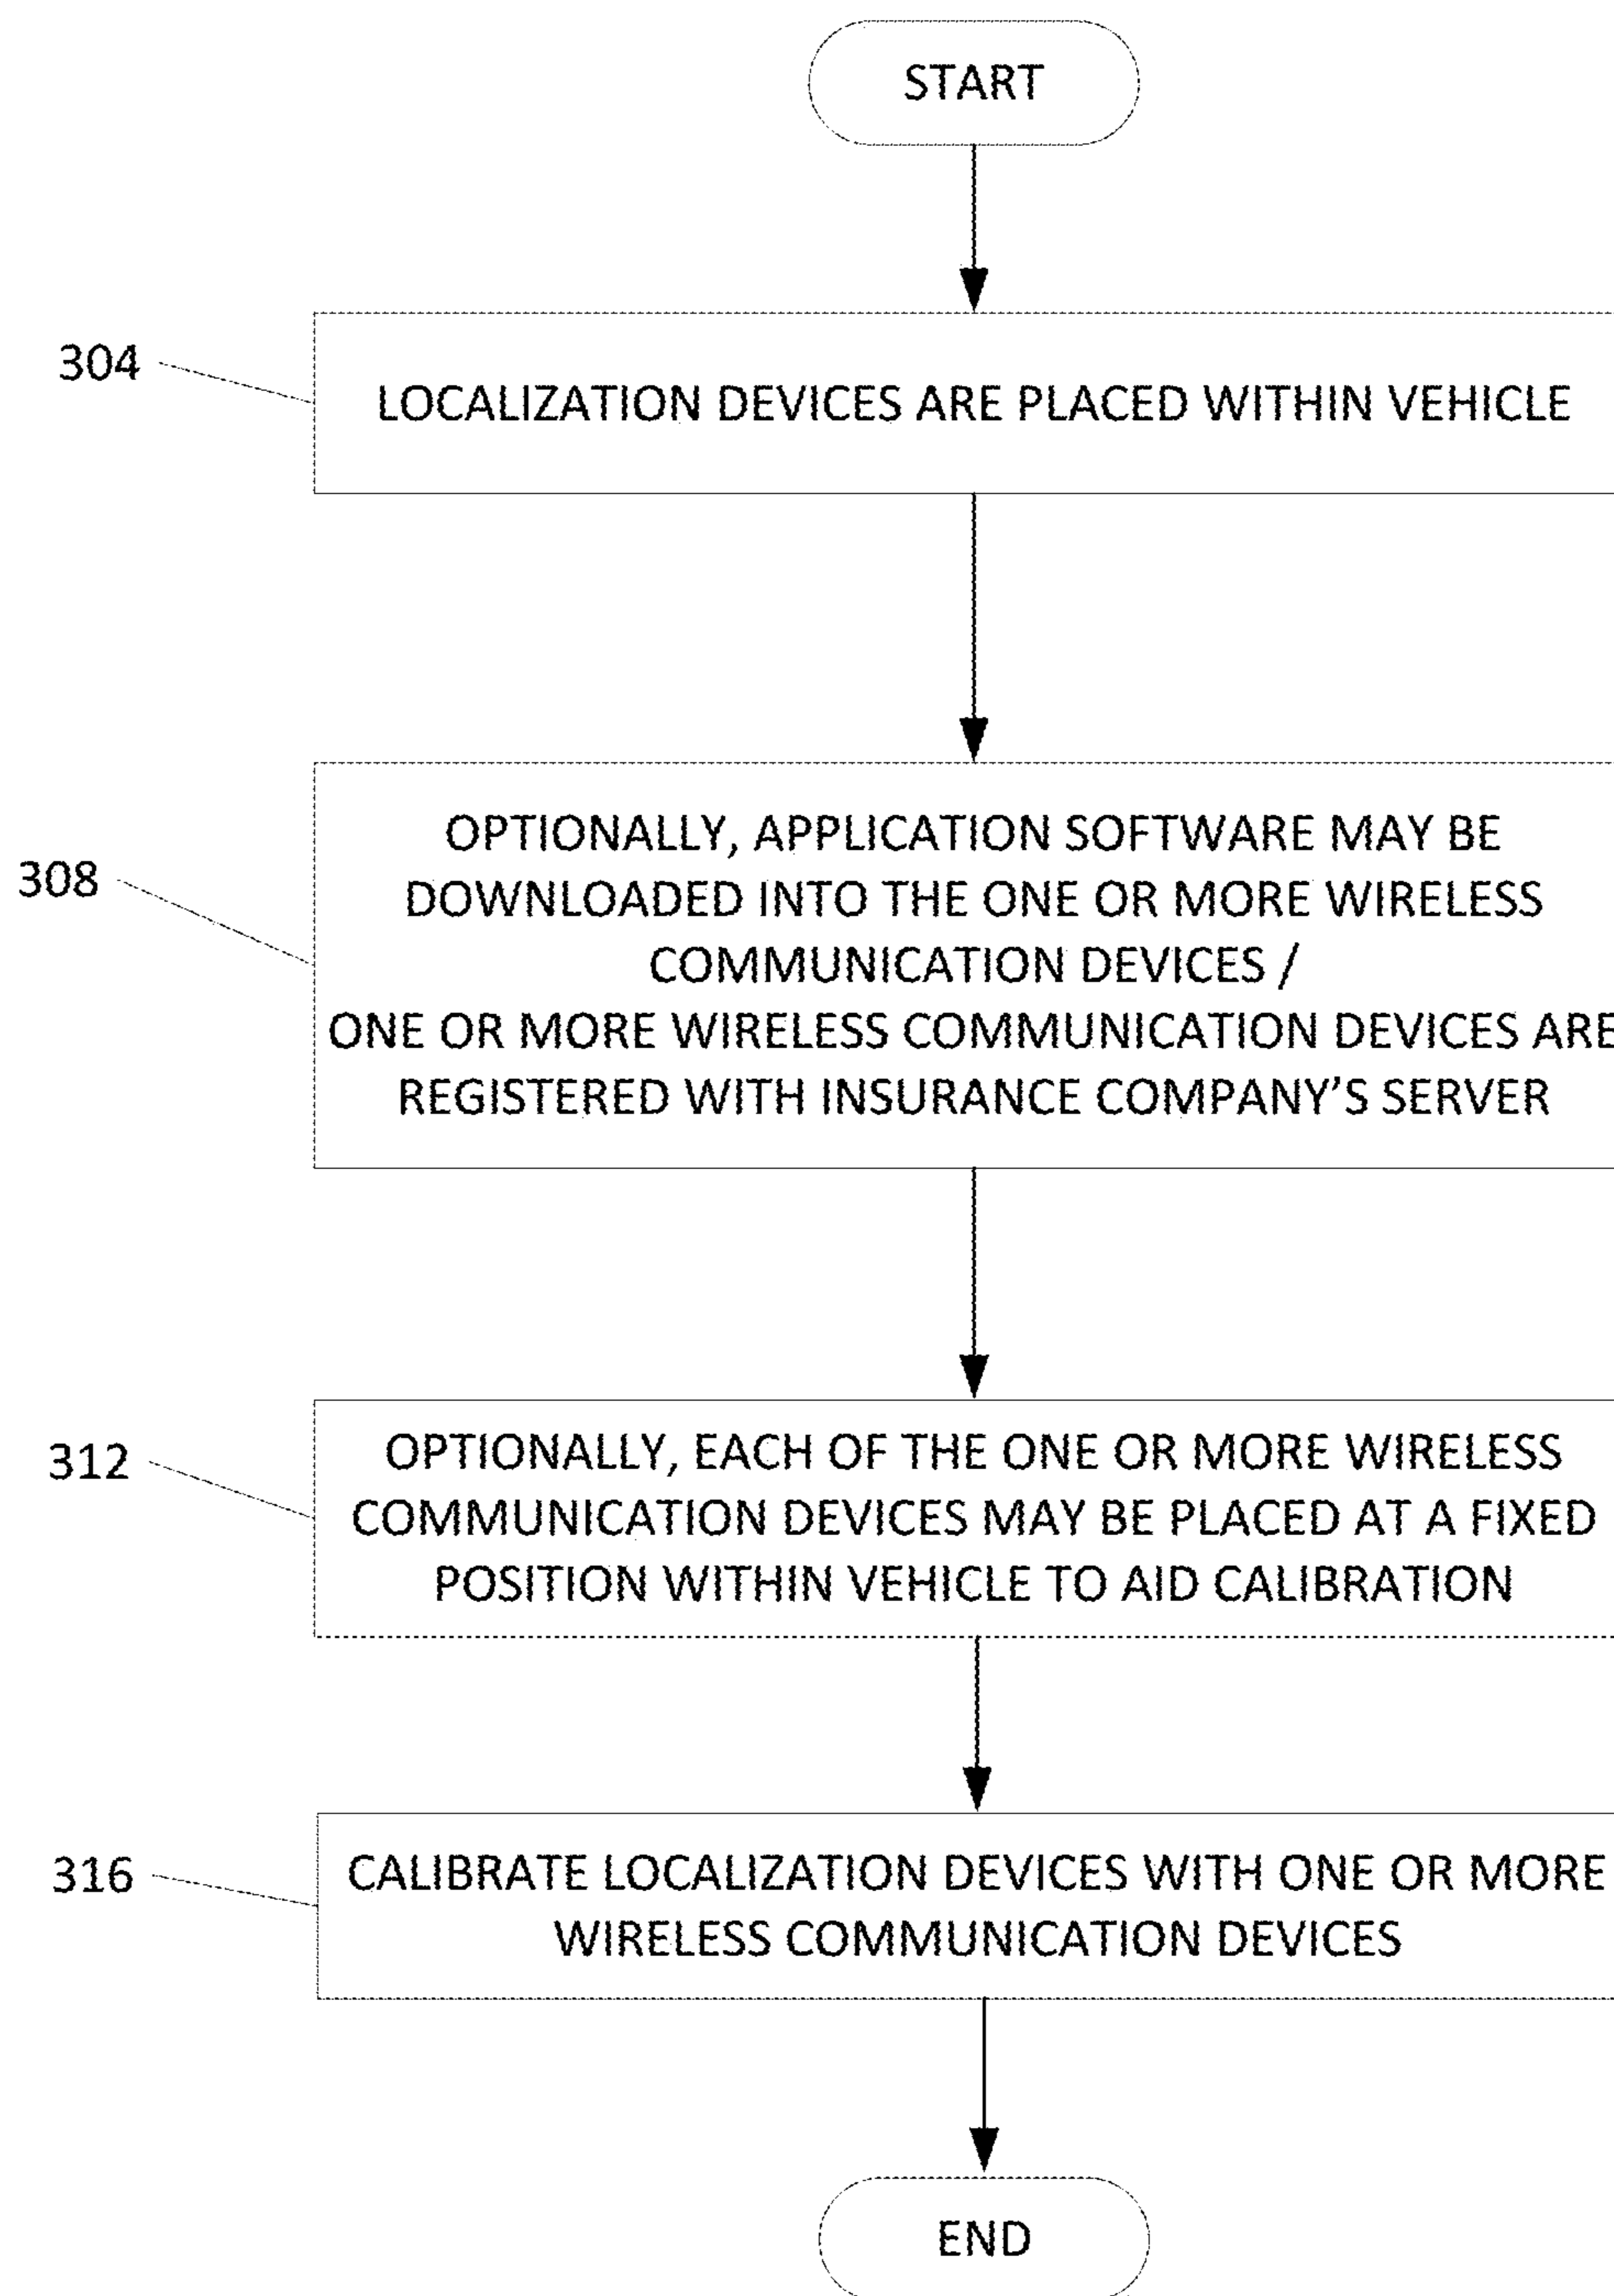 START
304
LOCALIZATION DEVICES ARE PLACED WITHIN VEHICLE
308
OPTIONALLY, APPLICATION SOFTWARE MAY BE
DOWNLOADED INTO THE ONE OR MORE WIRELESS
COMMUNICATION DEVICES /
ONE OR MORE WIRELESS COMMUNICATION DEVICES ARE
REGISTERED WITH INSURANCE COMPANY’S SERVER
312
OPTIONALLY, EACH OF THE ONE OR MORE WIRELESS
COMMUNICATION DEVICES MAY BE PLACED AT A FIXED
POSITION WITHIN VEHICLE TO AID CALIBRATION
316
CALIBRATE LOCALIZATION DEVICES WITH ONE OR MORE
WIRELESS COMMUNICATION DEVICES
END